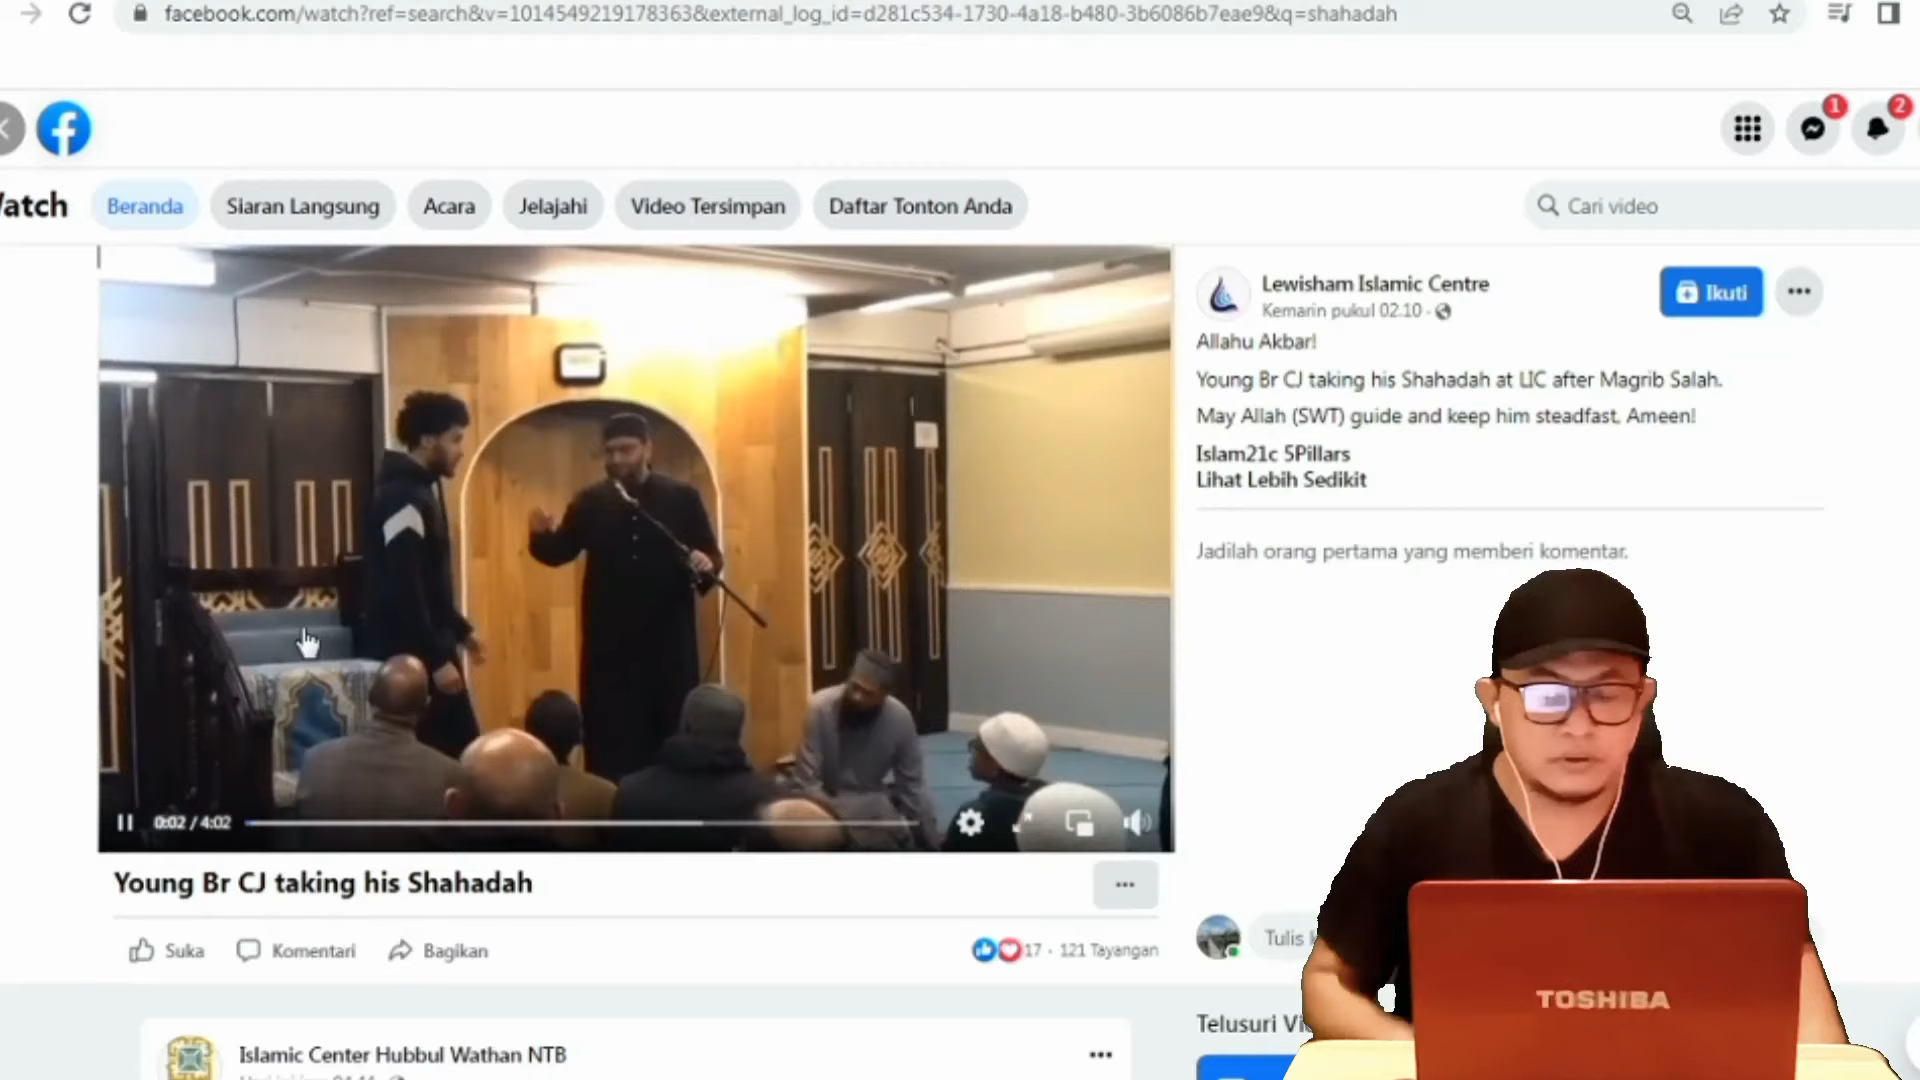 facebook.com/watch?ref=search&v=1014549219178363&external_log_id=d281c534-1730-4a18-b480-3b6086b7eae9&q=shahadah
1
2
atch
Beranda
Siaran Langsung
Acara
Jelajahi
Video Tersimpan
Daftar Tonton Anda
Cari video
Lewisham Islamic Centre
Kemarin pukul 02.10
Ikuti
Allahu Akbar!
Young Br CJ taking his Shahadah at LIC after Magrib Salah.
May Allah (SWT) guide and keep him steadfast. Ameen!
Islam21c 5Pillars
Lihat Lebih Sedikit
Jadilah orang pertama yang memberi komentar.
0:02 / 4:02
Young Br CJ taking his Shahadah
Suka
Komentari
Bagikan
17 · 121 Tayangan
Tulis
TOSHIBA
Telusuri
Islamic Center Hubbul Wathan NTB